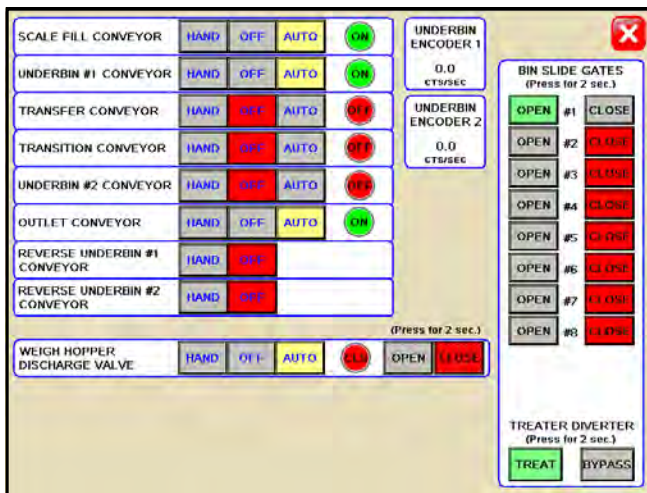 SCALE FILL CONVEYOR HAND OFF AUTO ON
UNDERBIN #1 CONVEYOR HAND OFF AUTO ON
TRANSFER CONVEYOR HAND OFF AUTO OFF
TRANSITION CONVEYOR HAND OFF AUTO OFF
UNDERBIN #2 CONVEYOR HAND OFF AUTO OFF
OUTLET CONVEYOR HAND OFF AUTO ON
REVERSE UNDERBIN #1
CONVEYOR HAND OFF
REVERSE UNDERBIN #2
CONVEYOR HAND OFF
(Press for 2 sec.)
WEIGH HOPPER
DISCHARGE VALVE HAND OFF AUTO CLS OPEN CLOSE
UNDERBIN
ENCODER 1
0.0
CTS/SEC
UNDERBIN
ENCODER 2
0.0
CTS/SEC
X
BIN SLIDE GATES
(Press for 2 sec.)
OPEN #1 CLOSE
OPEN #2 CLOSE
OPEN #3 CLOSE
OPEN #4 CLOSE
OPEN #5 CLOSE
OPEN #6 CLOSE
OPEN #7 CLOSE
OPEN #8 CLOSE
TREATER DIVERTER
(Press for 2 sec.)
TREAT BYPASS